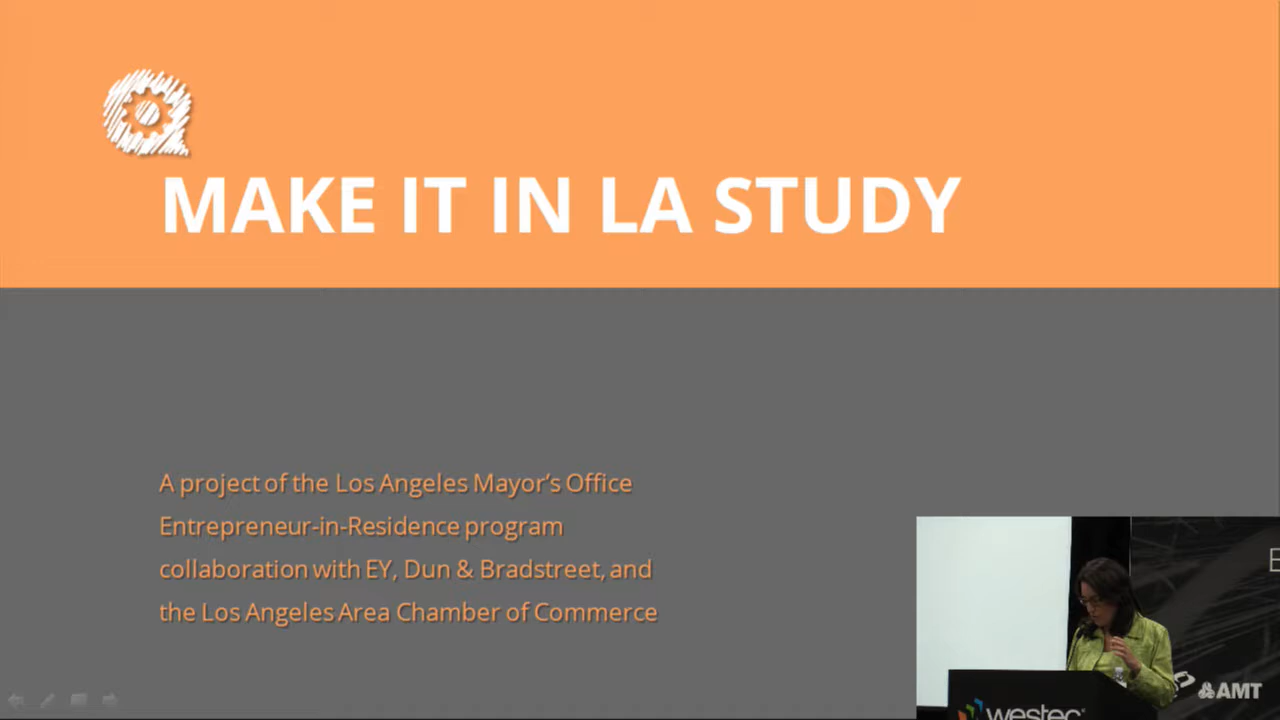 MAKE IT IN LA STUDY
A project of the Los Angeles Mayor's Office
Entrepreneur-in-Residence program
collaboration with EY, Dun & Bradstreet, and
the Los Angeles Area Chamber of Commerce
E
AMT
westec